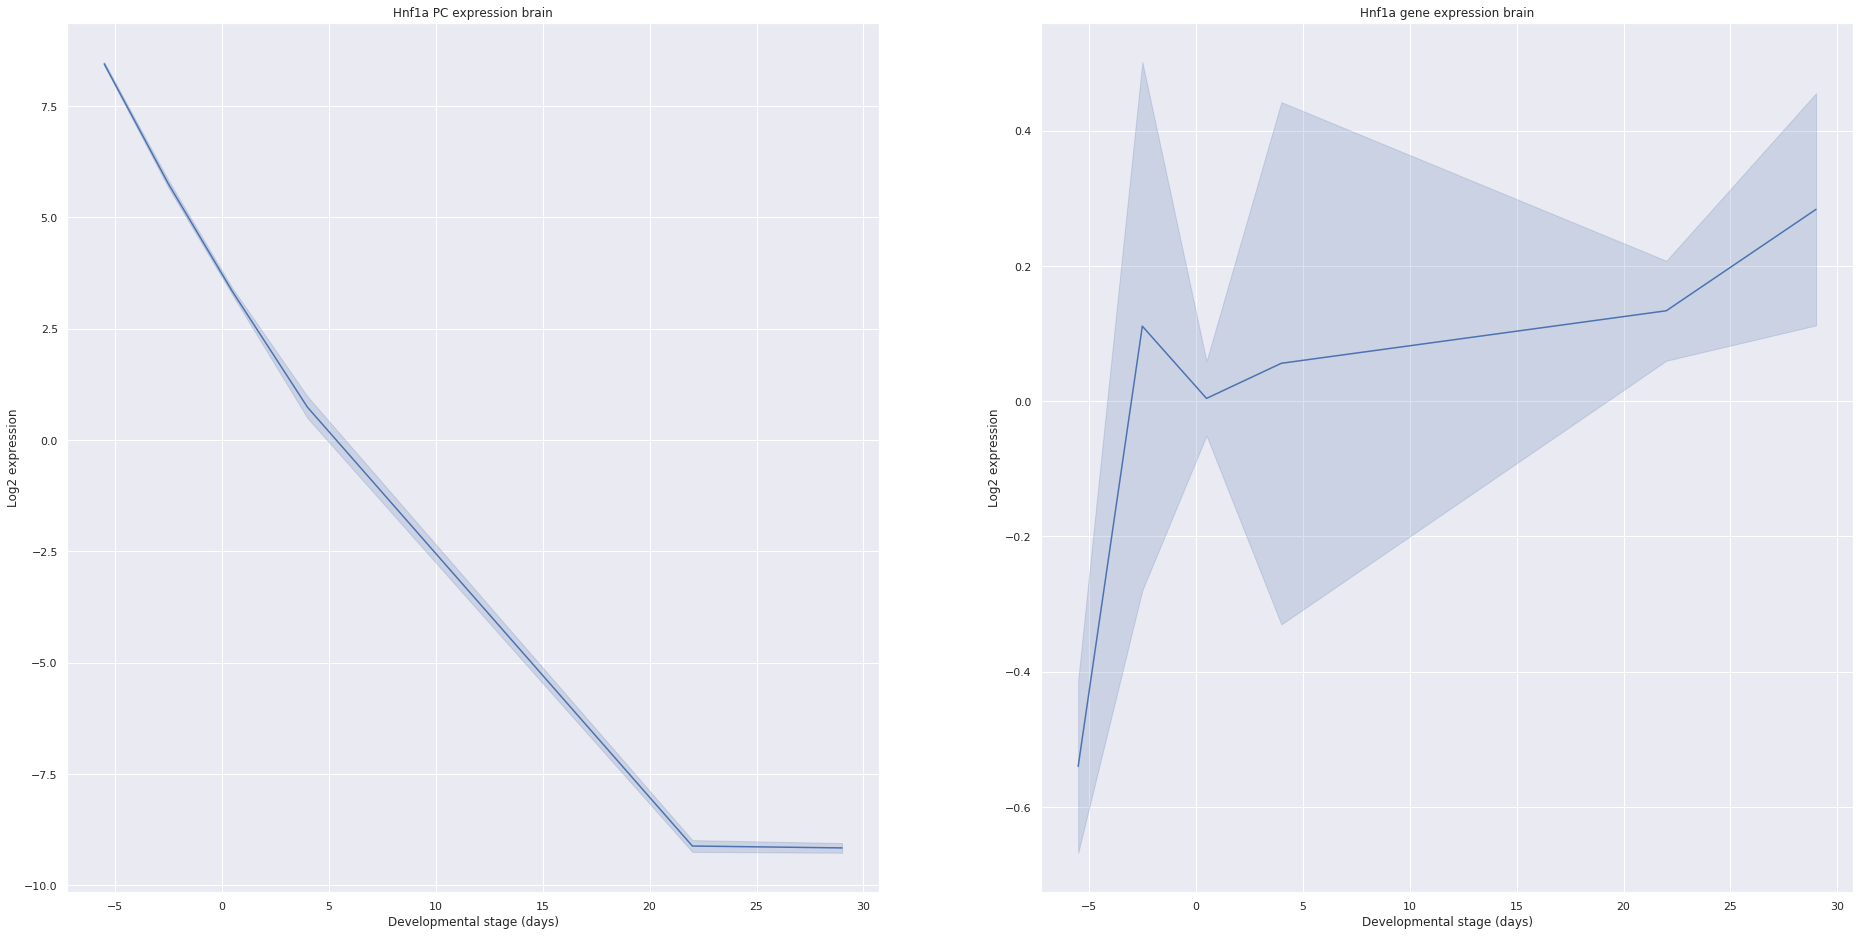 Hnf1a PC expression brain
Log2 expression
7.5
5.0
2.5
0.0
−2.5
−5.0
−7.5
−10.0
−5 0 5 10 15 20 25 30
Developmental stage (days)
Hnf1a gene expression brain
Log2 expression
0.4
0.2
0.0
−0.2
−0.4
−0.6
−5 0 5 10 15 20 25 30
Developmental stage (days)